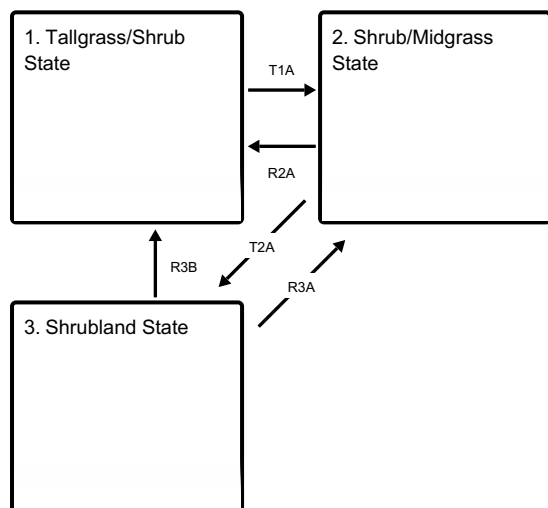 1. Tallgrass/Shrub
State
2. Shrub/Midgrass
State
T1A
R2A
T2A
R3B
R3A
3. Shrubland State